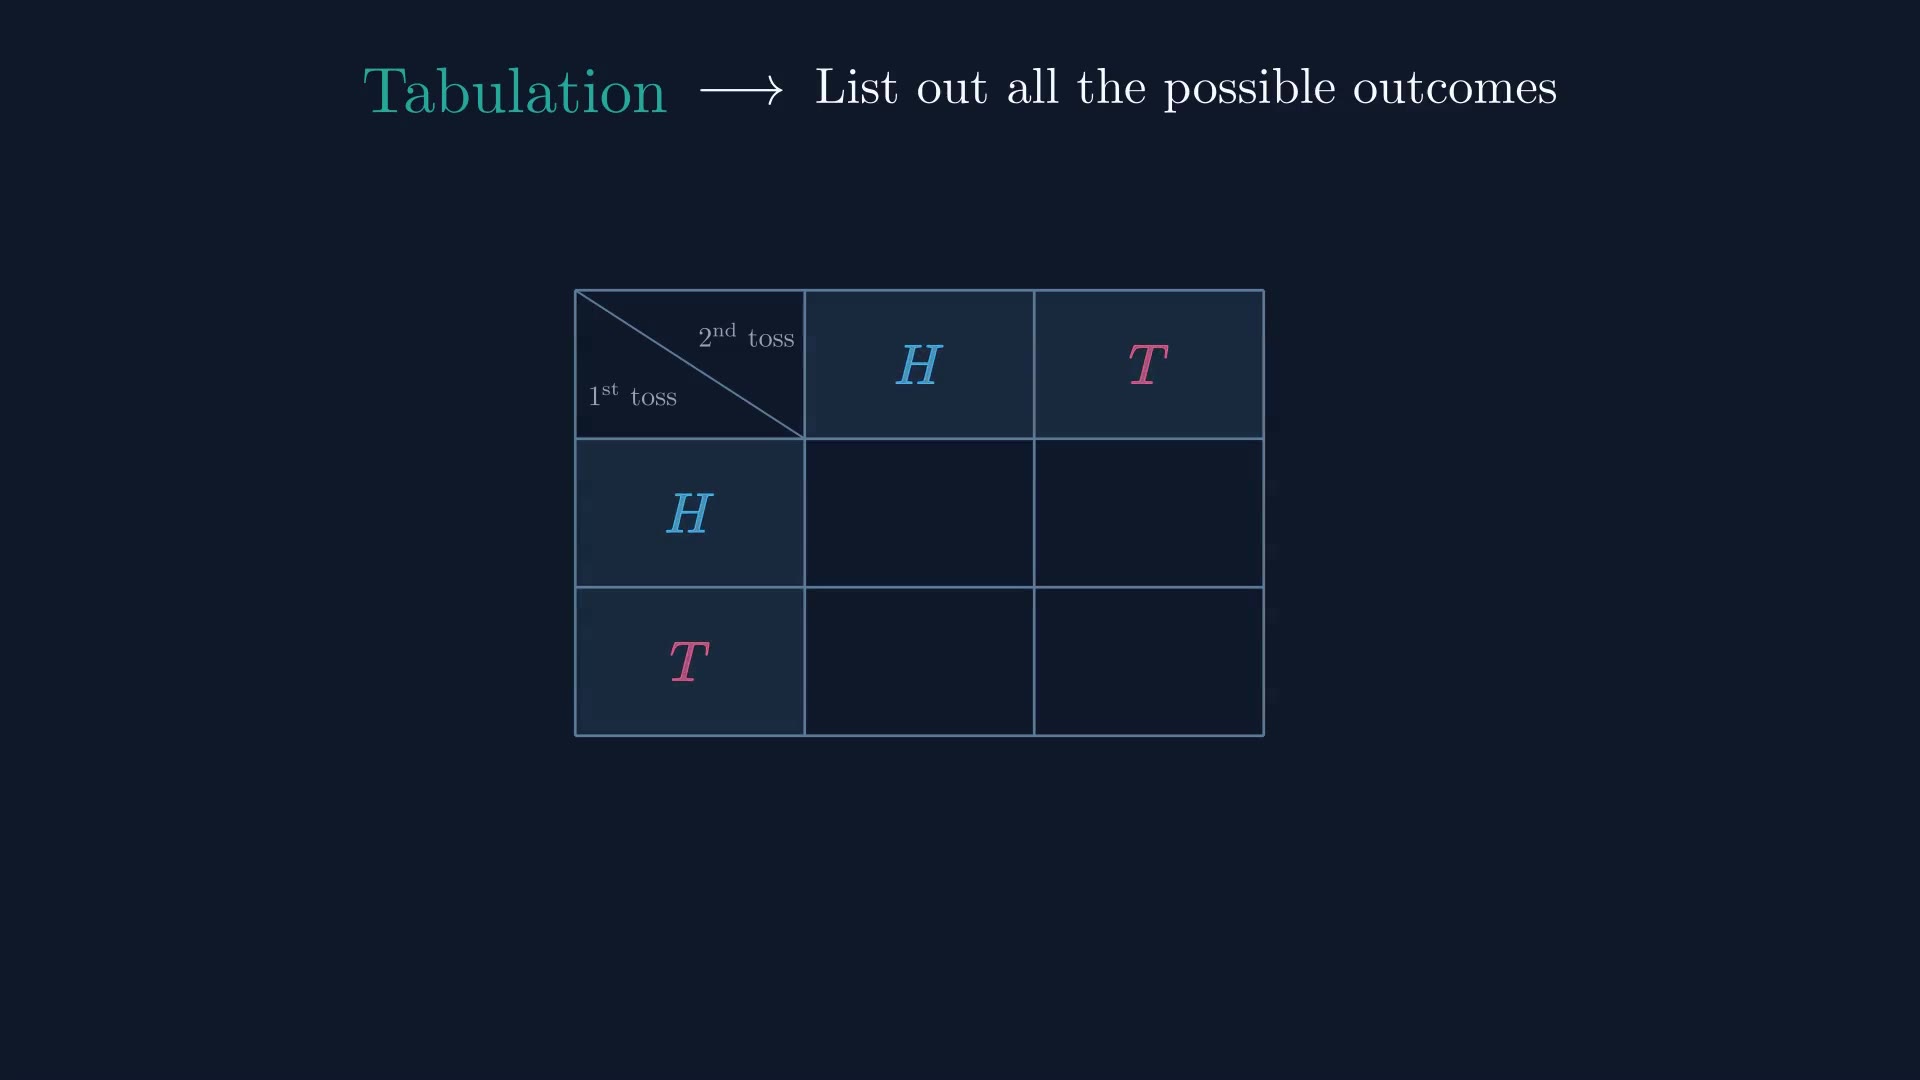 Tabulation ⟶ List out all the possible outcomes
2nd toss
1st toss
H T
H
T